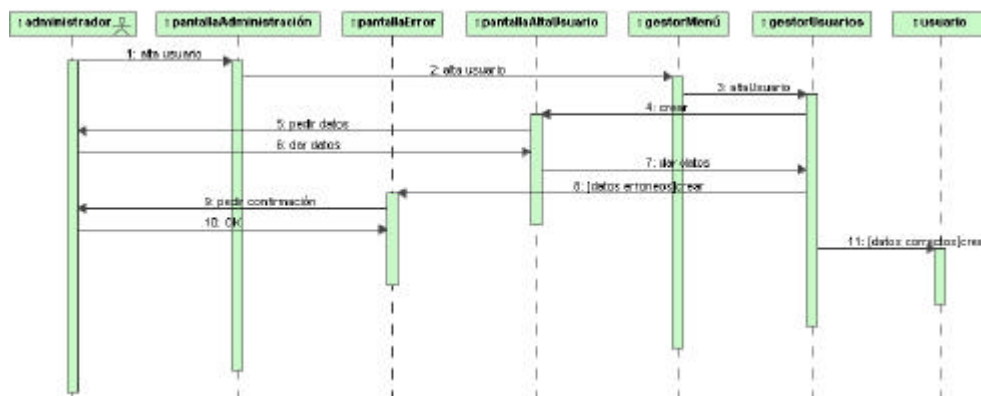 : administrador
: pantallaAdministración
: pantallaError
: pantallaAltaUsuario
: gestorMenú
: gestorUsuarios
: usuario
1: alta usuario
2: alta usuario
3: altaUsuario
4: crear
5: pedir datos
6: dar datos
7: dar datos
8: [datos erroneos]crear
9: pedir confirmación
10: OK
11: [datos correctos]crear